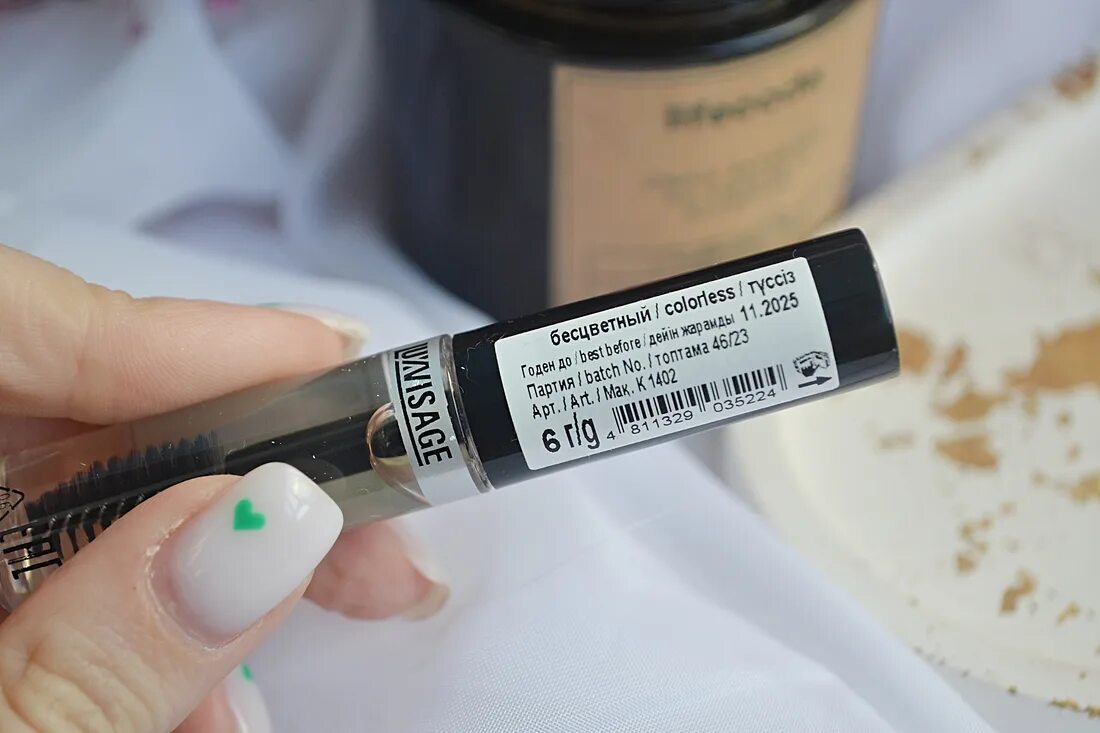 бесцветный / colorless / түссіз
Годен до / best before / дейін жарамды 11.2025
Партия / batch No. / топтама 46/23
Арт. / Art. / Мак. K 1402
6 г/g
4 811329 035224
LUXVISAGE
lifecode